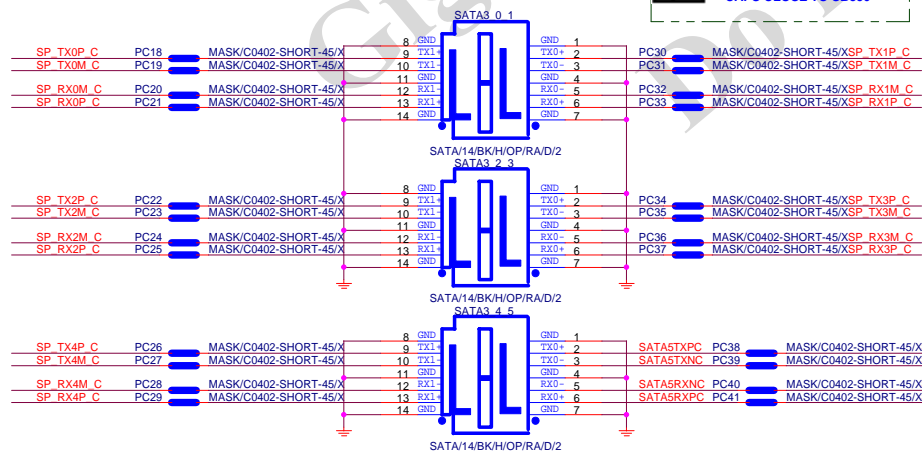 SATA3_0_1
8 GND GND 1
SP_TX0P_C PC18 MASK/C0402-SHORT-45/X 9 TX1+ TX0+ 2 PC30 MASK/C0402-SHORT-45/X SP_TX1P_C
SP_TX0M_C PC19 MASK/C0402-SHORT-45/X 10 TX1- TX0- 3 PC31 MASK/C0402-SHORT-45/X SP_TX1M_C
11 GND GND 4
SP_RX0M_C PC20 MASK/C0402-SHORT-45/X 12 RX1- RX0- 5 PC32 MASK/C0402-SHORT-45/X SP_RX1M_C
SP_RX0P_C PC21 MASK/C0402-SHORT-45/X 13 RX1+ RX0+ 6 PC33 MASK/C0402-SHORT-45/X SP_RX1P_C
14 GND GND 7
SATA/14/BK/H/OP/RA/D/2
SATA3_2_3
8 GND GND 1
SP_TX2P_C PC22 MASK/C0402-SHORT-45/X 9 TX1+ TX0+ 2 PC34 MASK/C0402-SHORT-45/X SP_TX3P_C
SP_TX2M_C PC23 MASK/C0402-SHORT-45/X 10 TX1- TX0- 3 PC35 MASK/C0402-SHORT-45/X SP_TX3M_C
11 GND GND 4
SP_RX2M_C PC24 MASK/C0402-SHORT-45/X 12 RX1- RX0- 5 PC36 MASK/C0402-SHORT-45/X SP_RX3M_C
SP_RX2P_C PC25 MASK/C0402-SHORT-45/X 13 RX1+ RX0+ 6 PC37 MASK/C0402-SHORT-45/X SP_RX3P_C
14 GND GND 7
SATA/14/BK/H/OP/RA/D/2
SATA3_4_5
8 GND GND 1
SP_TX4P_C PC26 MASK/C0402-SHORT-45/X 9 TX1+ TX0+ 2 SATA5TXPC PC38 MASK/C0402-SHORT-45/X
SP_TX4M_C PC27 MASK/C0402-SHORT-45/X 10 TX1- TX0- 3 SATA5TXNC PC39 MASK/C0402-SHORT-45/X
11 GND GND 4
SP_RX4M_C PC28 MASK/C0402-SHORT-45/X 12 RX1- RX0- 5 SATA5RXNC PC40 MASK/C0402-SHORT-45/X
SP_RX4P_C PC29 MASK/C0402-SHORT-45/X 13 RX1+ RX0+ 6 SATA5RXPC PC41 MASK/C0402-SHORT-45/X
14 GND GND 7
SATA/14/BK/H/OP/RA/D/2